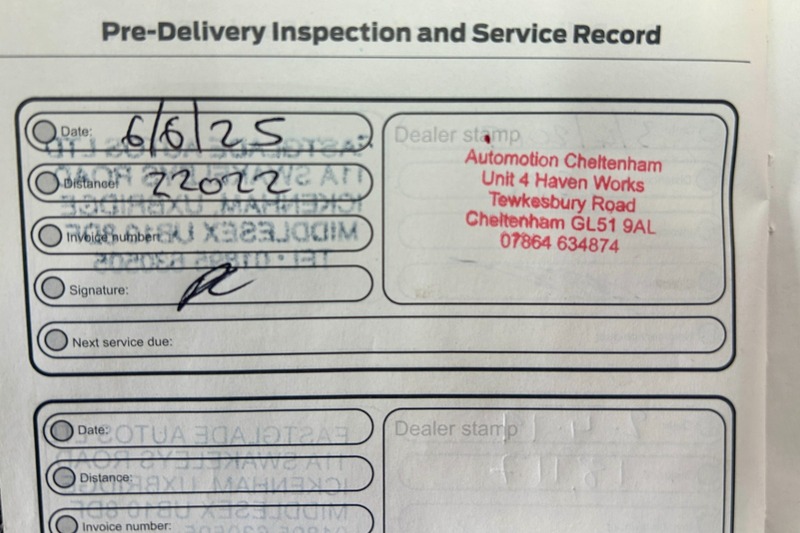 Pre-Delivery Inspection and Service Record
Date: 6/6/25
Distance: 22022
Invoice number:
Signature:
Next service due:
Dealer stamp
Automotion Cheltenham
Unit 4 Haven Works
Tewkesbury Road
Cheltenham GL51 9AL
07864 634874
Date:
Distance:
Invoice number:
Dealer stamp